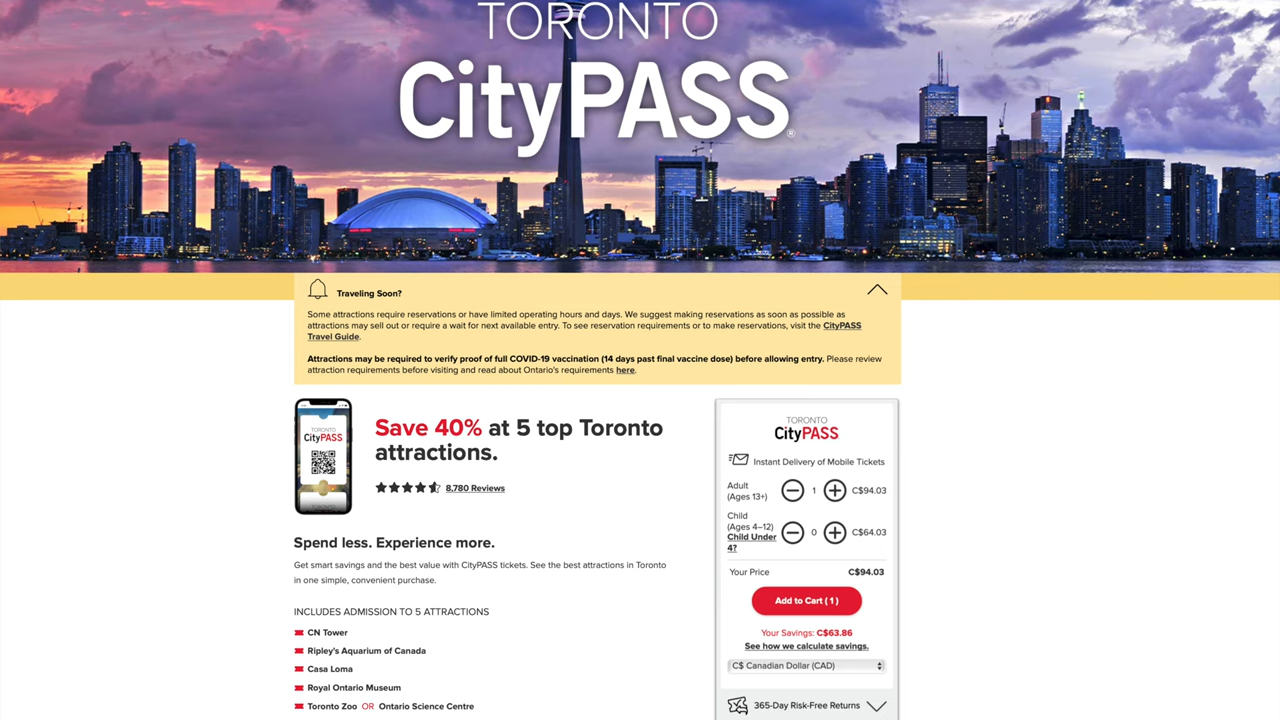 TORONTO
CityPASS®
Traveling Soon?
Some attractions require reservations or have limited operating hours and days. We suggest making reservations as soon as possible as
attractions may sell out or require a wait for next available entry. To see reservation requirements or to make reservations, visit the CityPASS
Travel Guide.
Attractions may be required to verify proof of full COVID-19 vaccination (14 days past final vaccine dose) before allowing entry. Please review
attraction requirements before visiting and read about Ontario's requirements here.
TORONTO
CityPASS
Save 40% at 5 top Toronto
attractions.
8,780 Reviews
Spend less. Experience more.
Get smart savings and the best value with CityPASS tickets. See the best attractions in Toronto
in one simple, convenient purchase.
INCLUDES ADMISSION TO 5 ATTRACTIONS
CN Tower
Ripley's Aquarium of Canada
Casa Loma
Royal Ontario Museum
Toronto Zoo OR Ontario Science Centre
TORONTO
CityPASS
Instant Delivery of Mobile Tickets
Adult
(Ages 13+)
1
C$94.03
Child
(Ages 4–12)
Child Under
4?
0
C$64.03
Your Price C$94.03
Add to Cart ( 1 )
Your Savings: C$63.86
See how we calculate savings.
C$ Canadian Dollar (CAD)
365-Day Risk-Free Returns